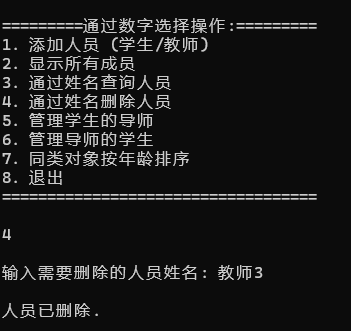 =========通过数字选择操作:=========
1. 添加人员 (学生/教师)
2. 显示所有成员
3. 通过姓名查询人员
4. 通过姓名删除人员
5. 管理学生的导师
6. 管理导师的学生
7. 同类对象按年龄排序
8. 退出
===================================
4
输入需要删除的人员姓名: 教师3
人员已删除.